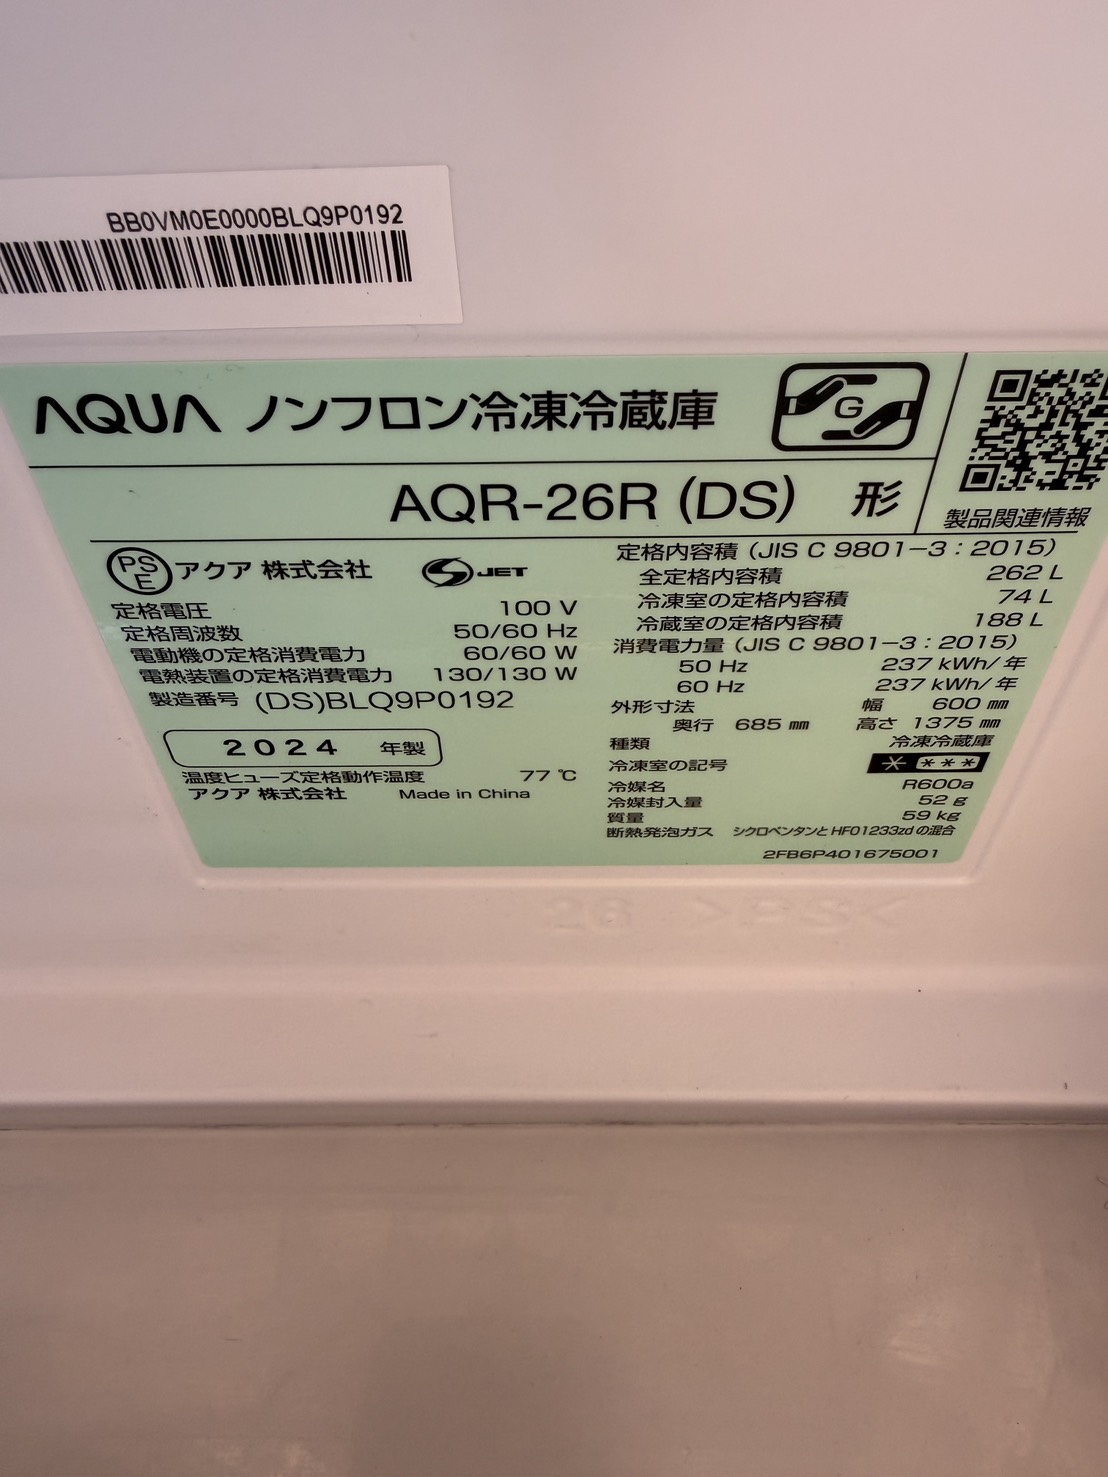 BB0VM0E0000BLQ9P0192
AQUA ノンフロン冷凍冷蔵庫
G
AQR-26R (DS) 形
製品関連情報
PSE アクア 株式会社
JET
定格電圧 100 V
定格周波数 50/60 Hz
電動機の定格消費電力 60/60 W
電熱装置の定格消費電力 130/130 W
製造番号 (DS)BLQ9P0192
2024 年製
温度ヒューズ定格動作温度 77 ℃
アクア 株式会社 Made in China
定格内容積 (JIS C 9801-3:2015)
全定格内容積 262 L
冷凍室の定格内容積 74 L
冷蔵室の定格内容積 188 L
消費電力量 (JIS C 9801-3:2015)
50 Hz 237 kWh/年
60 Hz 237 kWh/年
外形寸法 幅 600 ㎜
奥行 685 ㎜ 高さ 1375 ㎜
種類 冷凍冷蔵庫
冷凍室の記号 * ***
冷媒名 R600a
冷媒封入量 52 g
質量 59 kg
断熱発泡ガス シクロペンタンとHFO1233zdの混合
2FB6P401675001
26 >PS<